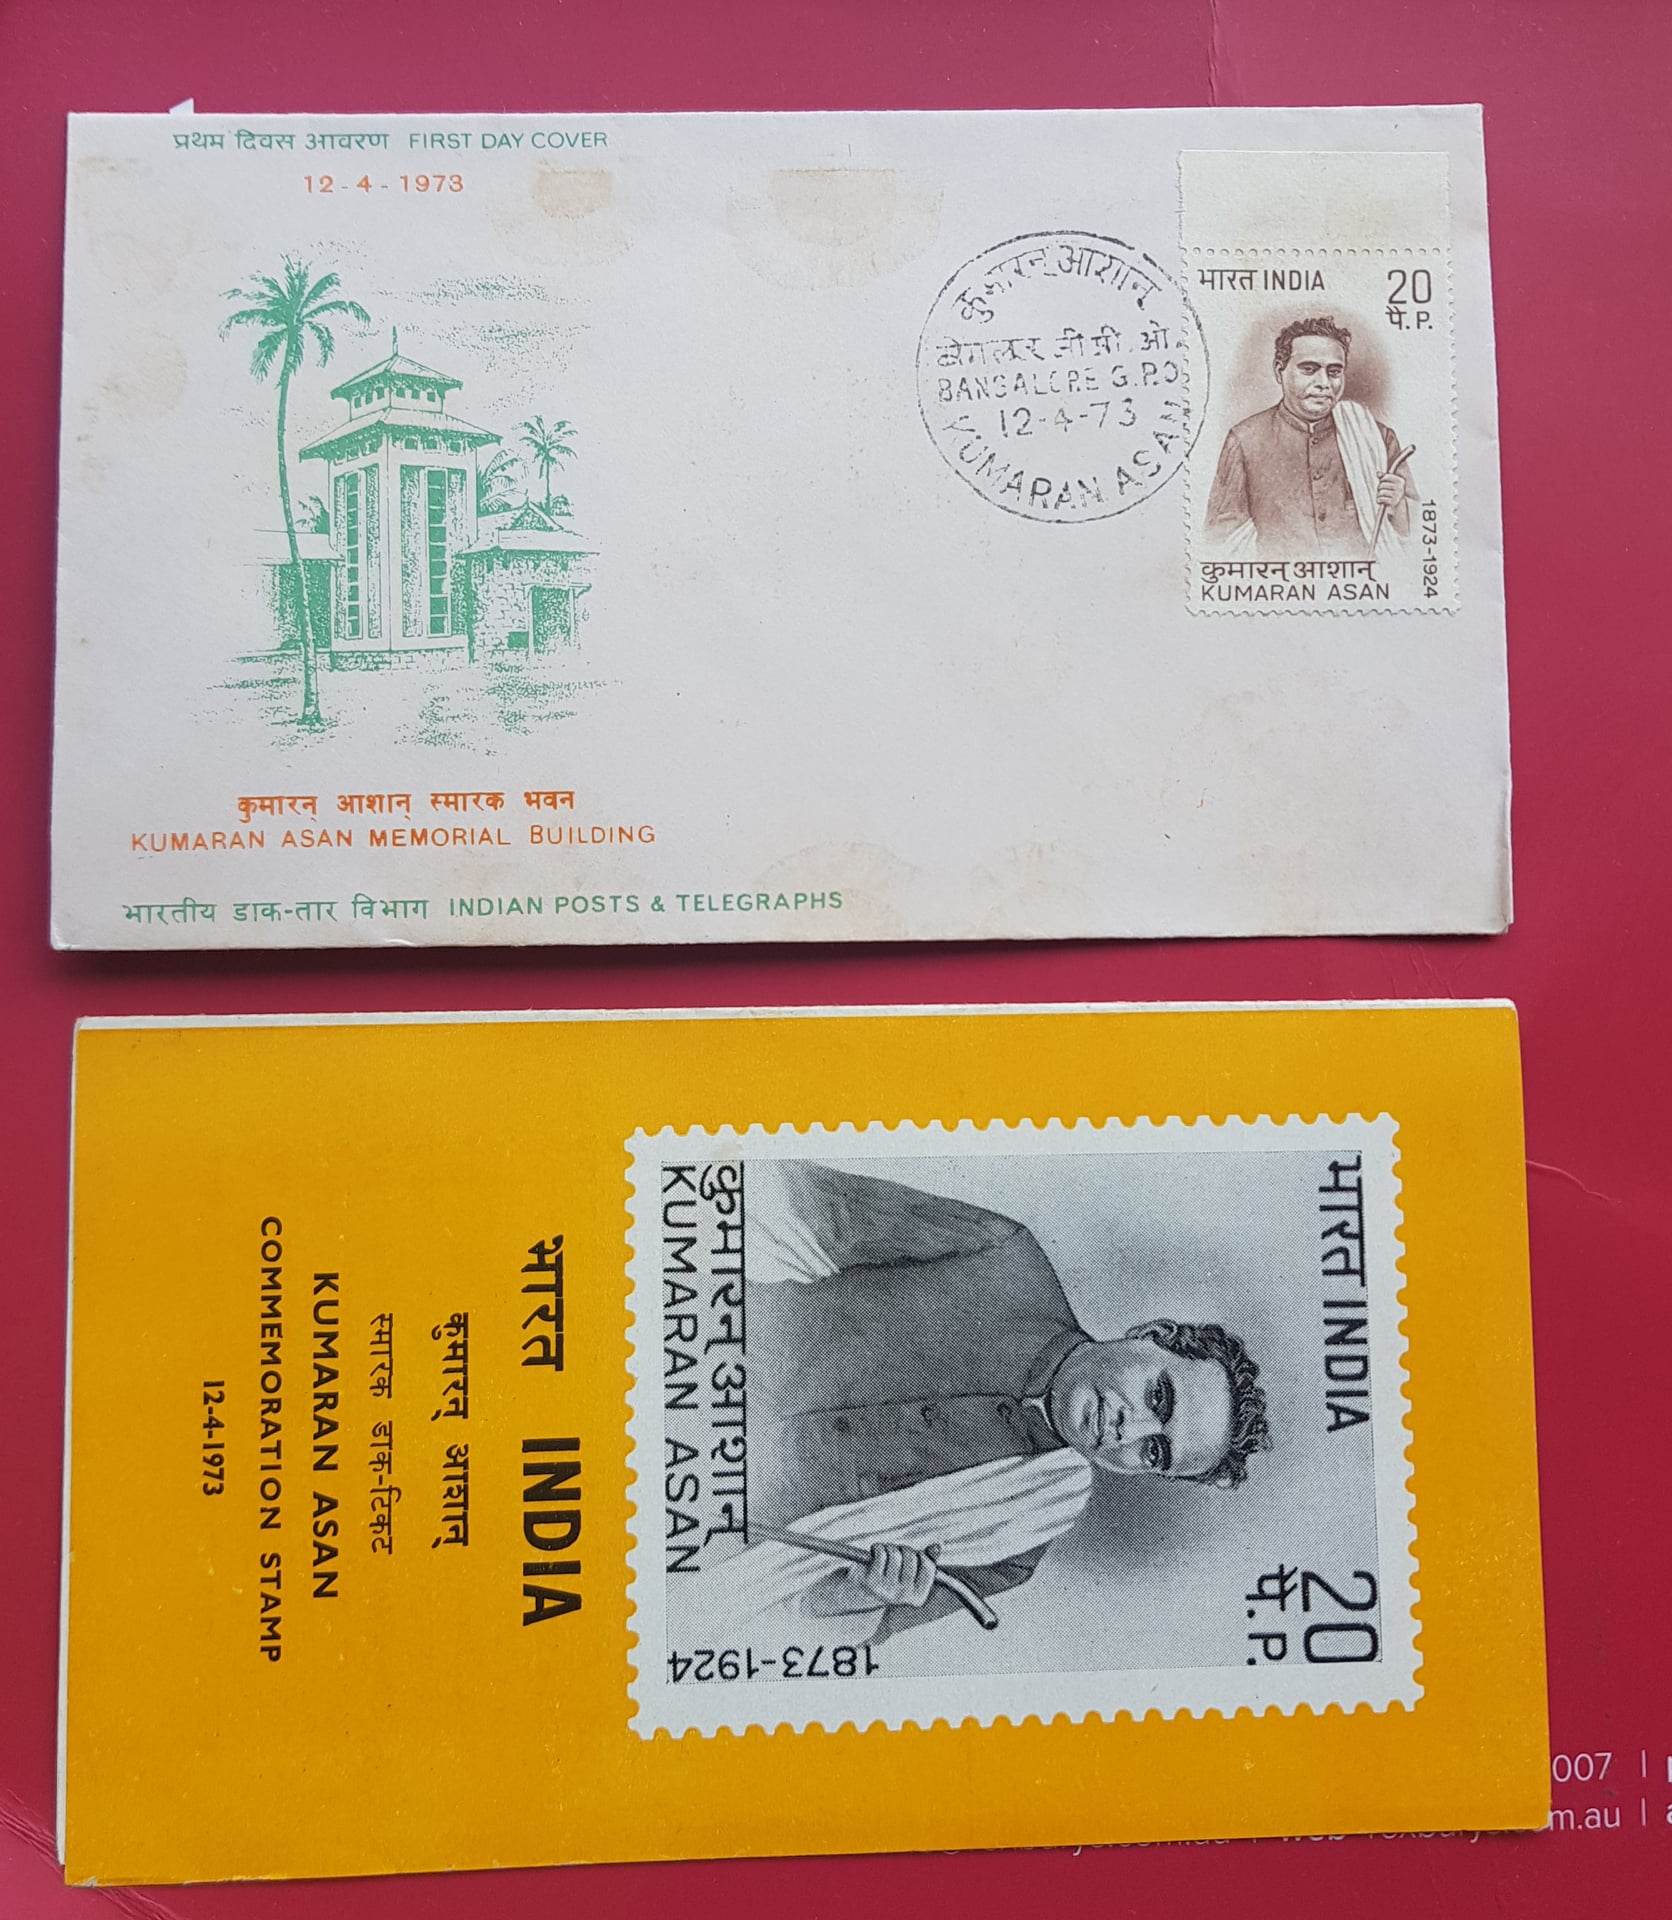 प्रथम दिवस आवरण FIRST DAY COVER
12-4-1973
कुमारन् आशान्
बेंगलूर जी.पी.ओ.
BANGALORE G.P.O
12-4-73
KUMARAN ASAN
भारत INDIA
20
पै. P.
1873-1924
कुमारन् आशान्
KUMARAN ASAN
कुमारन् आशान् स्मारक भवन
KUMARAN ASAN MEMORIAL BUILDING
भारतीय डाक-तार विभाग INDIAN POSTS & TELEGRAPHS
भारत INDIA
20
पै. P.
1873-1924
कुमारन् आशान्
KUMARAN ASAN
भारत INDIA
कुमारन् आशान्
स्मारक डाक-टिकट
KUMARAN ASAN
COMMEMORATION STAMP
12-4-1973
007 |
m.au |